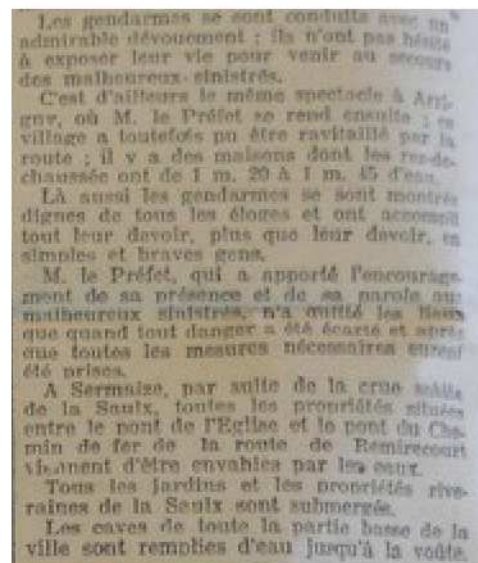 Les gendarmes se sont conduits avec un
admirable dévouement ; ils n'ont pas hésité
à exposer leur vie pour venir au secours
des malheureux sinistrés.
C'est d'ailleurs le même spectacle à Arri-
gny, où M. le Préfet se rend ensuite ; ce
village a toutefois pu être ravitaillé par la
route ; il y a des maisons dont les rez-de-
chaussée ont de 1 m. 20 à 1 m. 45 d'eau.
Là aussi les gendarmes se sont montrés
dignes de tous les éloges et ont accompli
tout leur devoir, plus que leur devoir, en
simples et braves gens.
M. le Préfet, qui a apporté l'encourage-
ment de sa présence et de sa parole aux
malheureux sinistrés, n'a quitté les lieux
que quand tout danger a été écarté et après
que toutes les mesures nécessaires eurent
été prises.
A Sermaize, par suite de la crue subite
de la Saulx, toutes les propriétés situées
entre le pont de l'Eglise et le pont du Che-
min de fer de la route de Remirecourt
viennent d'être envahies par les eaux.
Tous les jardins et les propriétés rive-
raines de la Saulx sont submergés.
Les caves de toute la partie basse de la
ville sont remplies d'eau jusqu'à la voûte.